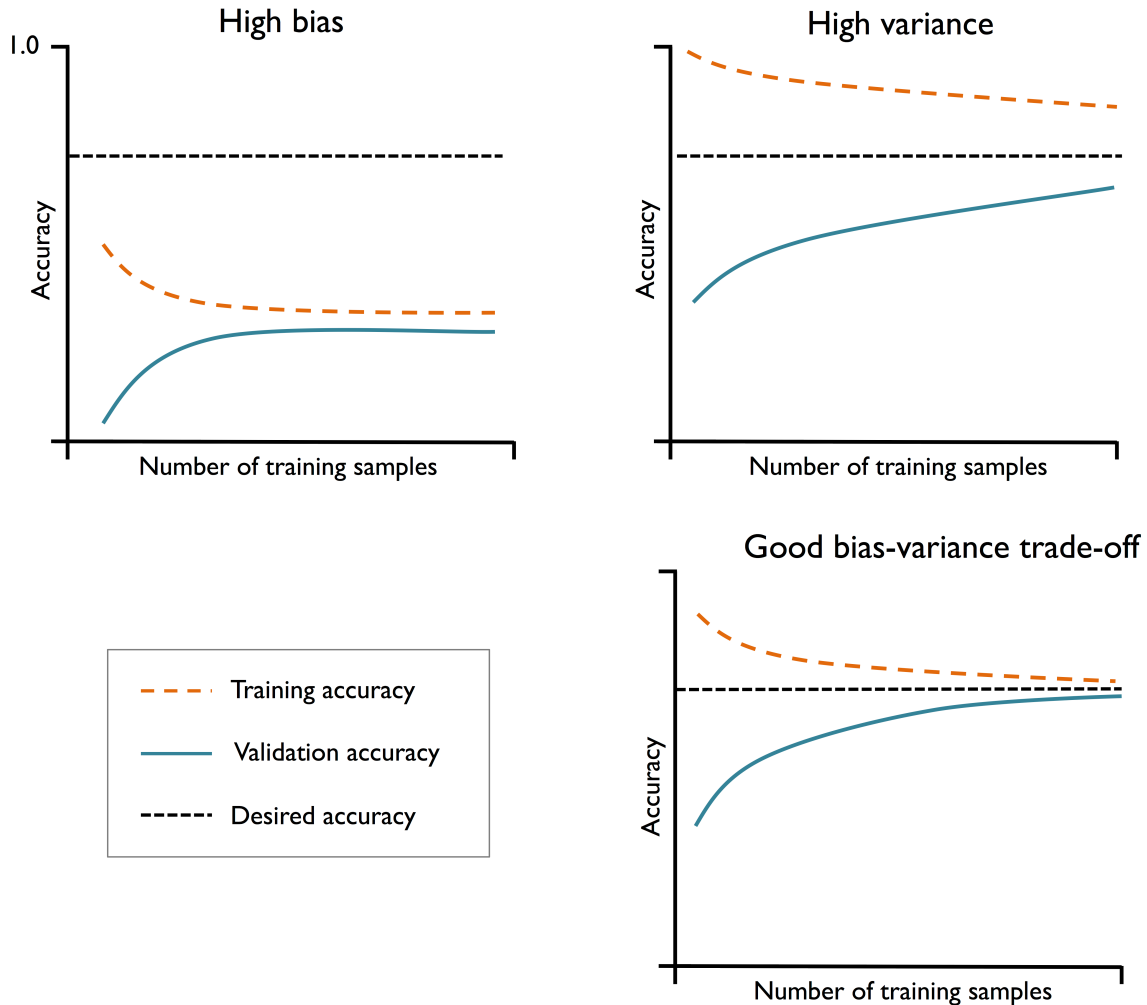 High bias
1.0
Accuracy
Number of training samples
High variance
Accuracy
Number of training samples
Training accuracy
Validation accuracy
Desired accuracy
Good bias-variance trade-off
Accuracy
Number of training samples